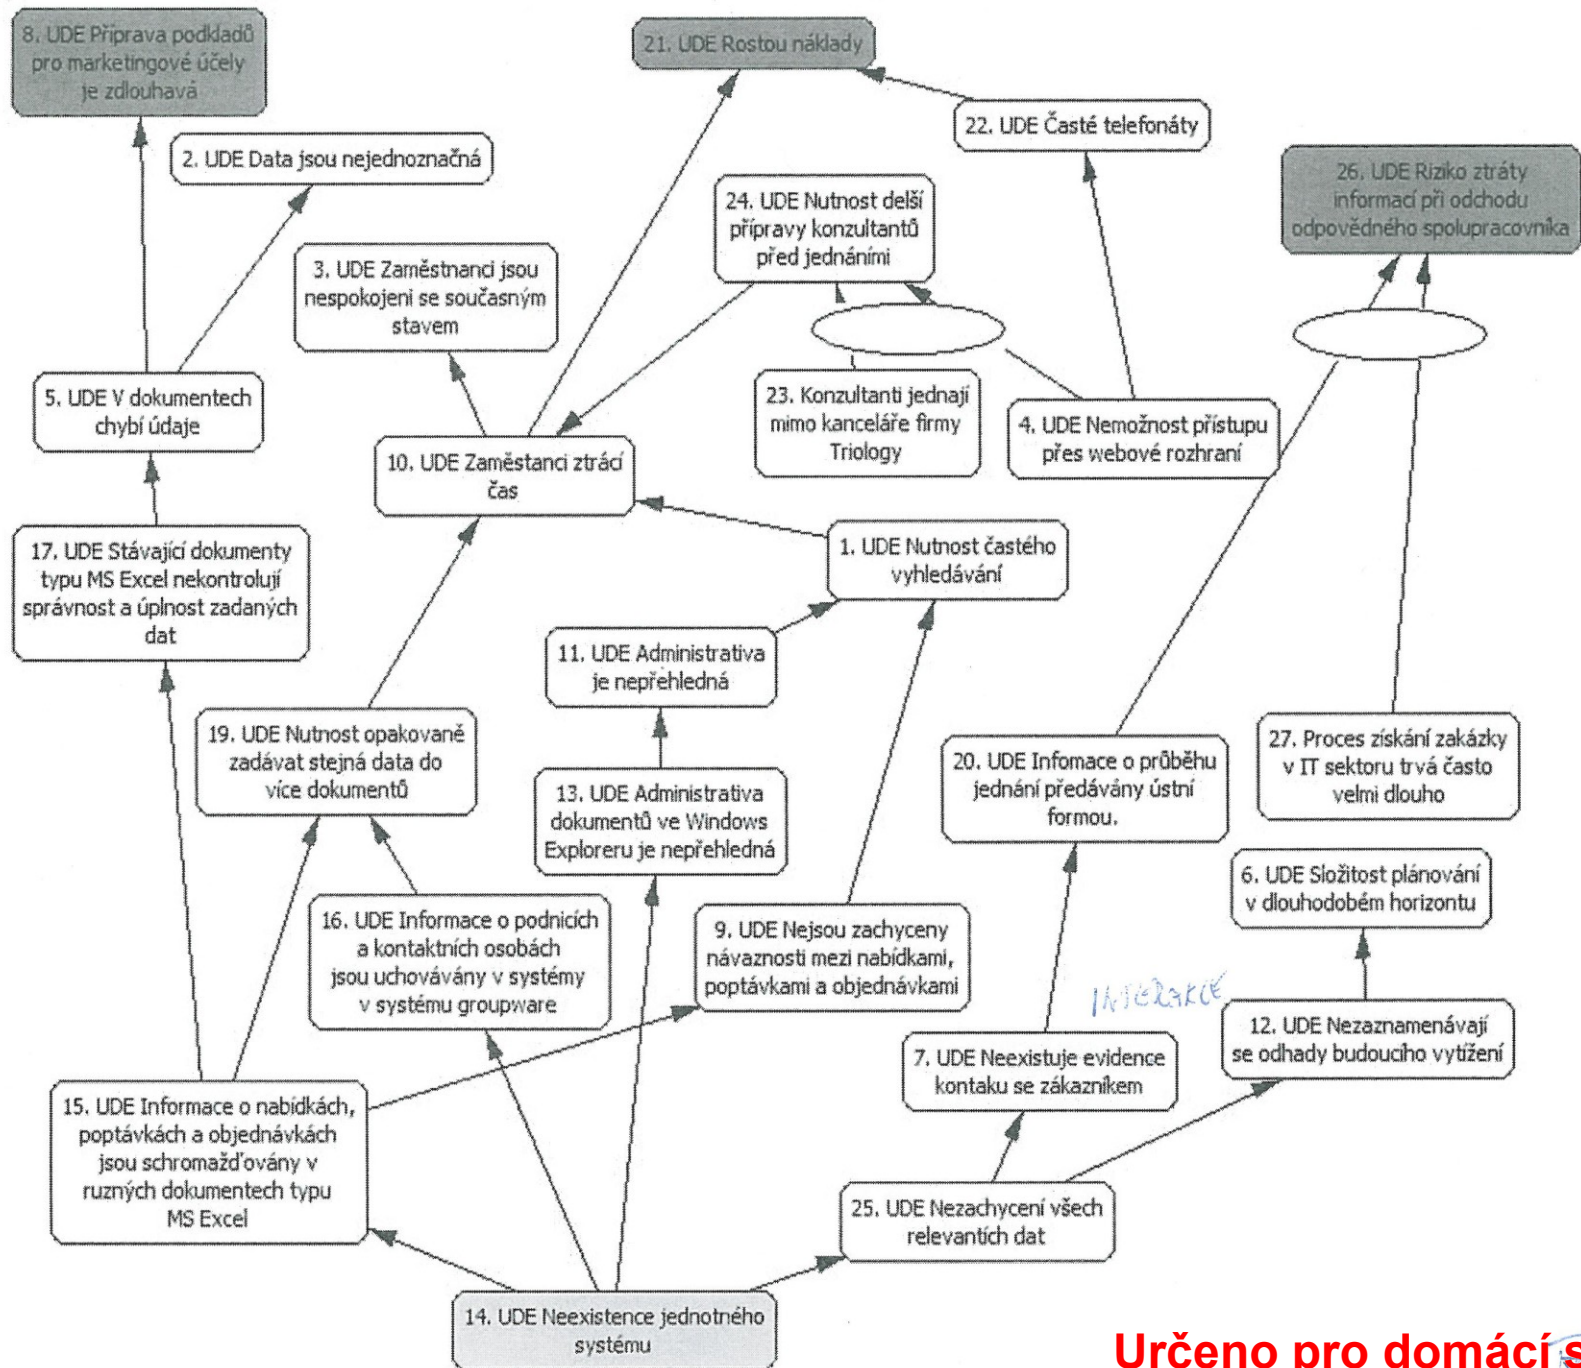 8. UDE Příprava podkladů
pro marketingové účely
je zdlouhavá
21. UDE Rostou náklady
22. UDE Časté telefonáty
2. UDE Data jsou nejednoznačná
26. UDE Riziko ztráty
informací při odchodu
odpovědného spolupracovníka
24. UDE Nutnost delší
přípravy konzultantů
před jednáními
3. UDE Zaměstnanci jsou
nespokojeni se současným
stavem
5. UDE V dokumentech
chybí údaje
23. Konzultanti jednají
mimo kanceláře firmy
Triology
4. UDE Nemožnost přístupu
přes webové rozhraní
10. UDE Zaměstanci ztrácí
čas
17. UDE Stávající dokumenty
typu MS Excel nekontrolují
správnost a úplnost zadaných
dat
1. UDE Nutnost častého
vyhledávání
11. UDE Administrativa
je nepřehledná
19. UDE Nutnost opakovaně
zadávat stejná data do
více dokumentů
20. UDE Infomace o průběhu
jednání předávány ústní
formou.
27. Proces získání zakázky
v IT sektoru trvá často
velmi dlouho
13. UDE Administrativa
dokumentů ve Windows
Exploreru je nepřehledná
6. UDE Složitost plánování
v dlouhodobém horizontu
16. UDE Informace o podnicích
a kontaktních osobách
jsou uchovávány v systémy
v systému groupware
9. UDE Nejsou zachyceny
návaznosti mezi nabídkami,
poptávkami a objednávkami
INTERAKCE
12. UDE Nezaznamenávají
se odhady budoucího vytížení
7. UDE Neexistuje evidence
kontaku se zákazníkem
15. UDE Informace o nabídkách,
poptávkách a objednávkách
jsou schromažďovány v
ruzných dokumentech typu
MS Excel
25. UDE Nezachycení všech
relevantích dat
14. UDE Neexistence jednotného
systému
Určeno pro domácí s